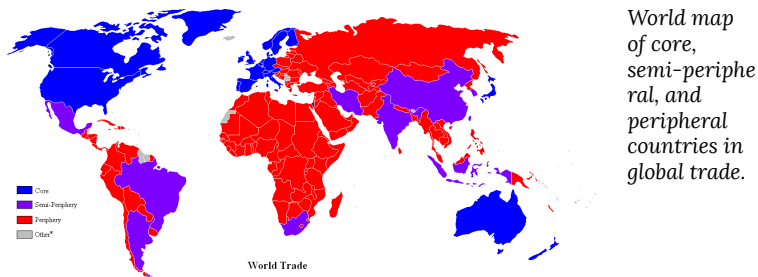 World map
of core,
semi-periphe
ral, and
peripheral
countries in
global trade.
Core
Semi-Periphery
Periphery
Other*
World Trade